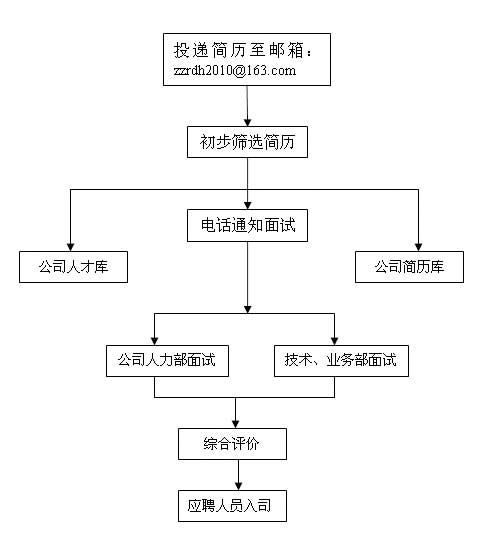 投递简历至邮箱：
zzrdh2010@163.com
初步筛选简历
电话通知面试
公司人才库
公司简历库
公司人力部面试
技术、业务部面试
综合评价
应聘人员入司